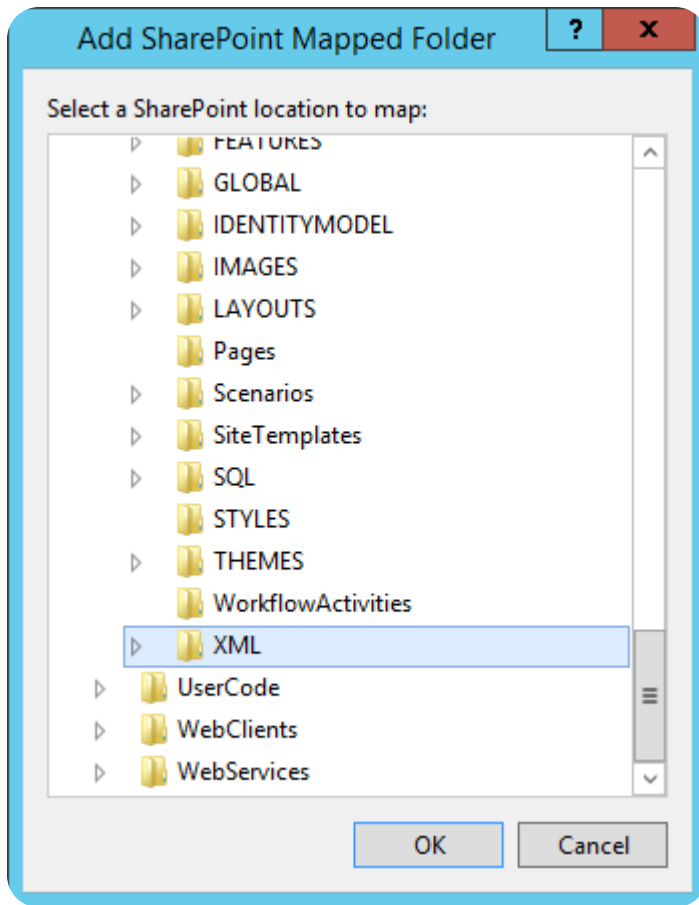 Add SharePoint Mapped Folder
?
x
Select a SharePoint location to map:
FEATURES
GLOBAL
IDENTITYMODEL
IMAGES
LAYOUTS
Pages
Scenarios
SiteTemplates
SQL
STYLES
THEMES
WorkflowActivities
XML
UserCode
WebClients
WebServices
OK Cancel